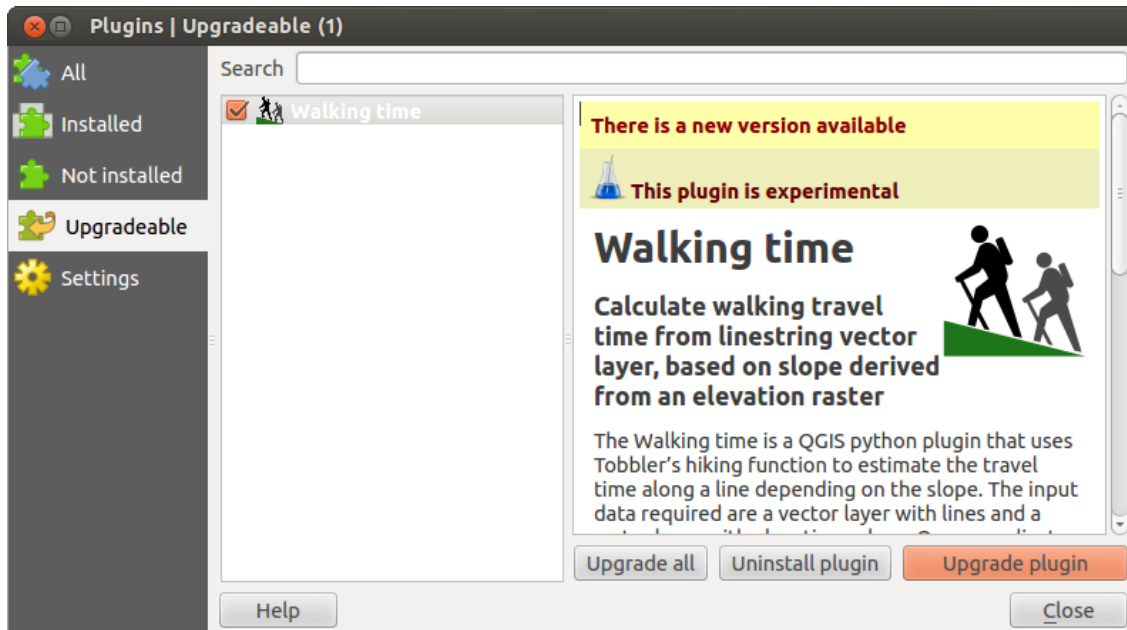 Plugins | Upgradeable (1)
All
Installed
Not installed
Upgradeable
Settings
Search
Walking time
There is a new version available
This plugin is experimental
Walking time
Calculate walking travel
time from linestring vector
layer, based on slope derived
from an elevation raster
The Walking time is a QGIS python plugin that uses
Tobbler's hiking function to estimate the travel
time along a line depending on the slope. The input
data required are a vector layer with lines and a
Upgrade all
Uninstall plugin
Upgrade plugin
Help
Close